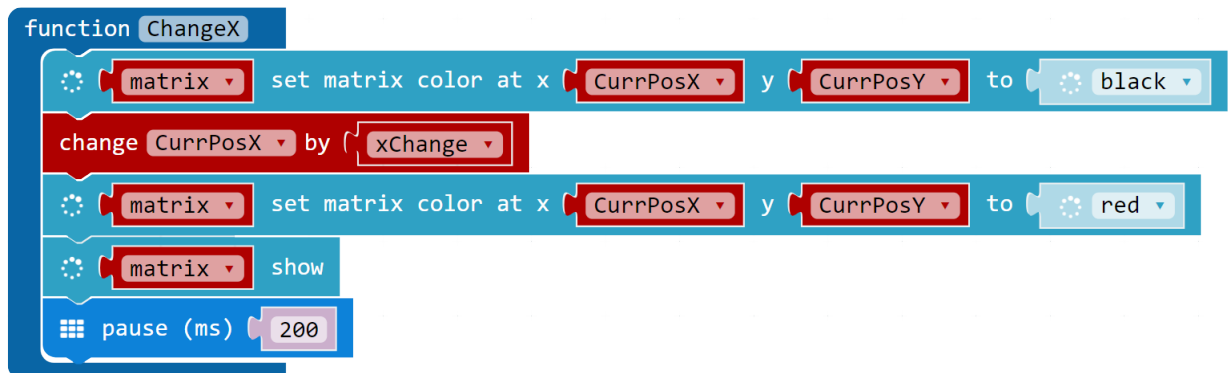 function ChangeX
matrix set matrix color at x CurrPosX y CurrPosY to black
change CurrPosX by xChange
matrix set matrix color at x CurrPosX y CurrPosY to red
matrix show
pause (ms) 200